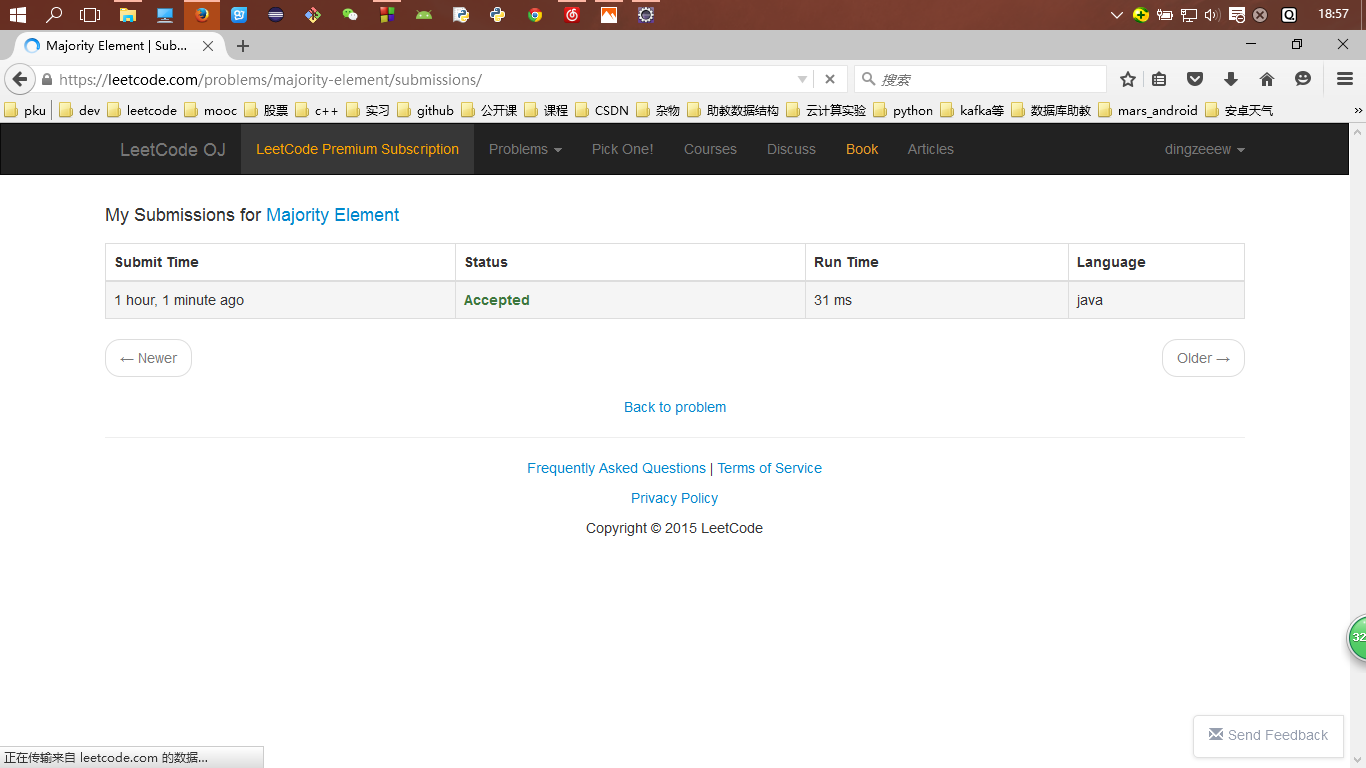 18:57
Majority Element | Sub...
https://leetcode.com/problems/majority-element/submissions/
搜索
pku dev leetcode mooc 股票 c++ 实习 github 公开课 课程 CSDN 杂物 助教数据结构 云计算实验 python kafka等 数据库助教 mars_android 安卓天气 »
LeetCode OJ LeetCode Premium Subscription Problems Pick One! Courses Discuss Book Articles dingzeeew
My Submissions for Majority Element
Submit Time Status Run Time Language
1 hour, 1 minute ago Accepted 31 ms java
← Newer Older →
Back to problem
Frequently Asked Questions | Terms of Service
Privacy Policy
Copyright © 2015 LeetCode
32
Send Feedback
正在传输来自 leetcode.com 的数据...